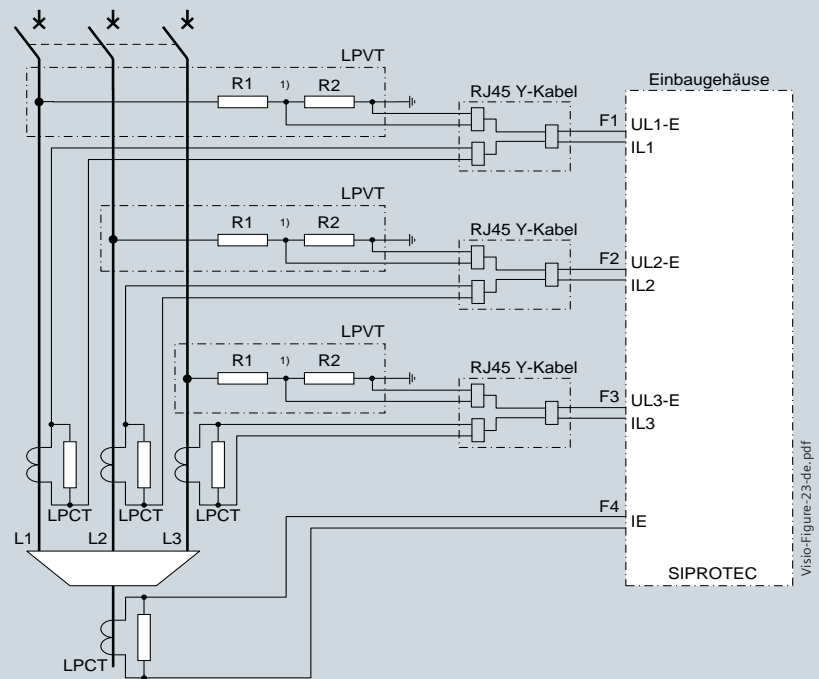 LPVT
R1 1) R2
RJ45 Y-Kabel
Einbaugehäuse
F1 UL1-E
IL1
LPVT
R1 1) R2
RJ45 Y-Kabel
F2 UL2-E
IL2
LPVT
R1 1) R2
RJ45 Y-Kabel
F3 UL3-E
IL3
LPCT LPCT LPCT
F4 IE
L1 L2 L3
SIPROTEC
LPCT
Visio-Figure-23-de.pdf